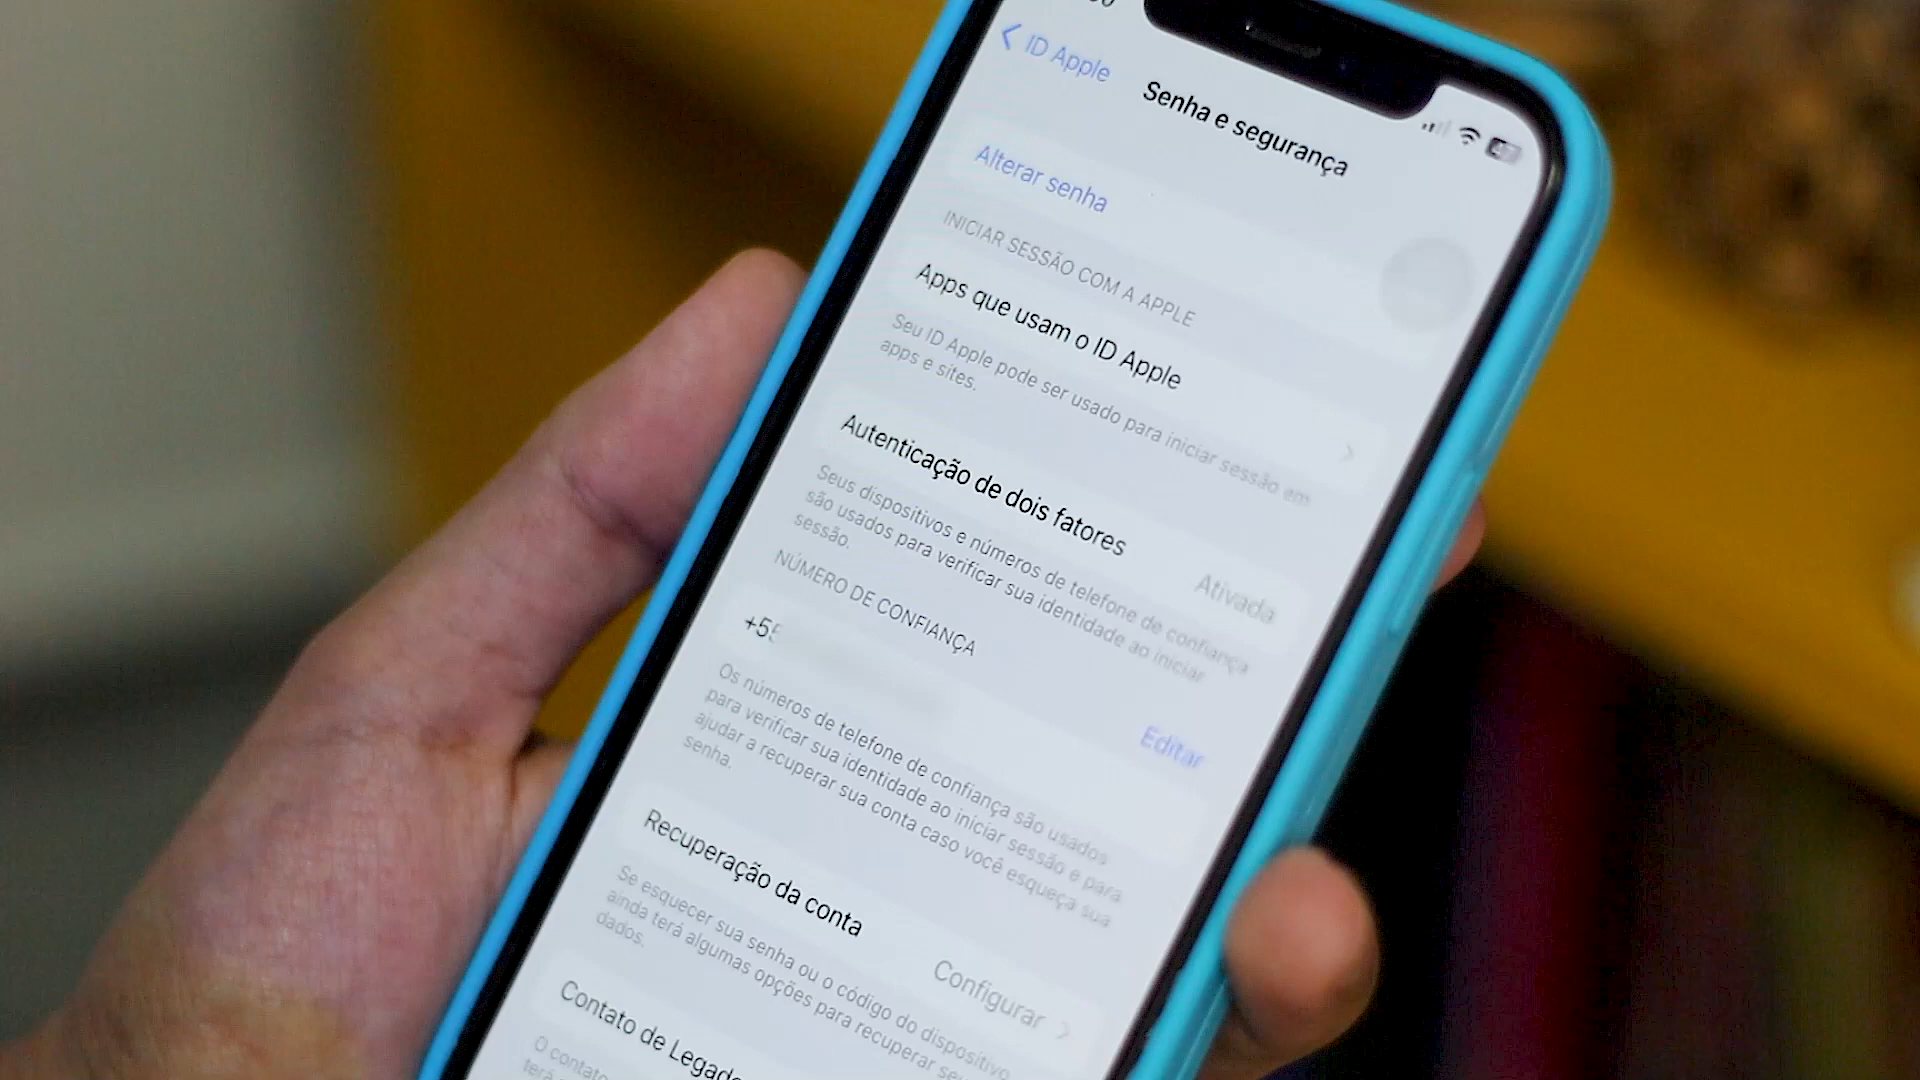 ID Apple
Senha e segurança
Alterar senha
INICIAR SESSÃO COM A APPLE
Apps que usam o ID Apple
Seu ID Apple pode ser usado para iniciar sessão em
apps e sites.
Autenticação de dois fatores
Ativada
Seus dispositivos e números de telefone de confiança
são usados para verificar sua identidade ao iniciar
sessão.
NÚMERO DE CONFIANÇA
+55
Editar
Os números de telefone de confiança são usados
para verificar sua identidade ao iniciar sessão e para
ajudar a recuperar sua conta caso você esqueça sua
senha.
Recuperação da conta
Configurar
Se esquecer sua senha ou o código do dispositivo,
ainda terá algumas opções para recuperar seus
dados.
Contato de Legado
O contato
terá